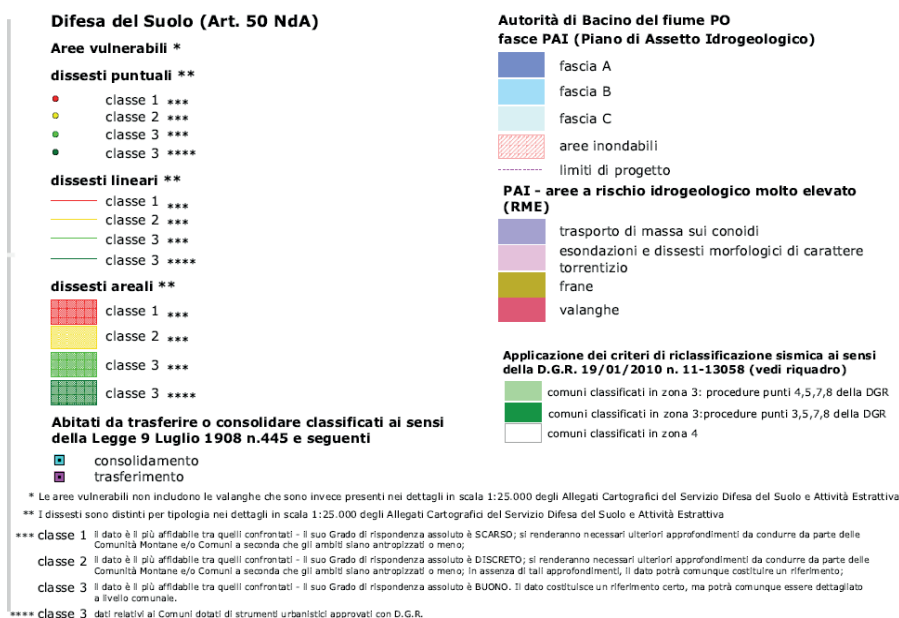 Difesa del Suolo (Art. 50 NdA)
Aree vulnerabili *
dissesti puntuali **
classe 1 ***
classe 2 ***
classe 3 ***
classe 3 ****
dissesti lineari **
classe 1 ***
classe 2 ***
classe 3 ***
classe 3 ****
dissesti areali **
classe 1 ***
classe 2 ***
classe 3 ***
classe 3 ****
Abitati da trasferire o consolidare classificati ai sensi
della Legge 9 Luglio 1908 n.445 e seguenti
consolidamento
trasferimento
Autorità di Bacino del fiume PO
fasce PAI (Piano di Assetto Idrogeologico)
fascia A
fascia B
fascia C
aree inondabili
limiti di progetto
PAI - aree a rischio idrogeologico molto elevato
(RME)
trasporto di massa sui conoidi
esondazioni e dissesti morfologici di carattere
torrentizio
frane
valanghe
Applicazione dei criteri di riclassificazione sismica ai sensi
della D.G.R. 19/01/2010 n. 11-13058 (vedi riquadro)
comuni classificati in zona 3: procedure punti 4,5,7,8 della DGR
comuni classificati in zona 3:procedure punti 3,5,7,8 della DGR
comuni classificati in zona 4
* Le aree vulnerabili non includono le valanghe che sono invece presenti nei dettagli in scala 1:25.000 degli Allegati Cartografici del Servizio Difesa del Suolo e Attività Estrattiva
** I dissesti sono distinti per tipologia nei dettagli in scala 1:25.000 degli Allegati Cartografici del Servizio Difesa del Suolo e Attività Estrattiva
*** classe 1 il dato è il più affidabile tra quelli confrontati - il suo Grado di rispondenza assoluto è SCARSO; si renderanno necessari ulteriori approfondimenti da condurre da parte delle
Comunità Montane e/o Comuni a seconda che gli ambiti siano antropizzati o meno;
classe 2 il dato è il più affidabile tra quelli confrontati - il suo Grado di rispondenza assoluto è DISCRETO; si renderanno necessari ulteriori approfondimenti da condurre da parte delle
Comunità Montane e/o Comuni a seconda che gli ambiti siano antropizzati o meno; in assenza di tali approfondimenti, il dato potrà comunque costituire un riferimento;
classe 3 il dato è il più affidabile tra quelli confrontati - il suo Grado di rispondenza assoluto è BUONO. Il dato costituisce un riferimento certo, ma potrà comunque essere dettagliato
a livello comunale.
**** classe 3 dati relativi ai Comuni dotati di strumenti urbanistici approvati con D.G.R.